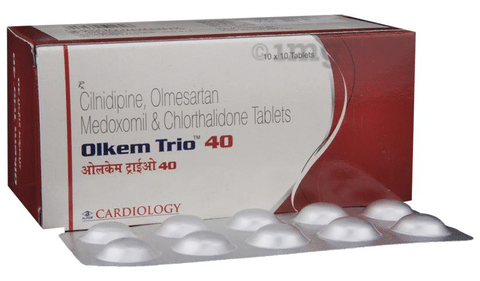 10 x 10 Tablets
Cilnidipine, Olmesartan
Medoxomil & Chlorthalidone Tablets
Olkem Trio™ 40
ओलकेम ट्राईओ 40
CARDIOLOGY